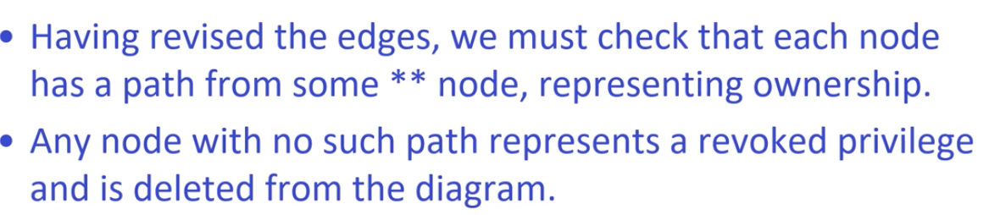 • Having revised the edges, we must check that each node
has a path from some ** node, representing ownership.
• Any node with no such path represents a revoked privilege
and is deleted from the diagram.